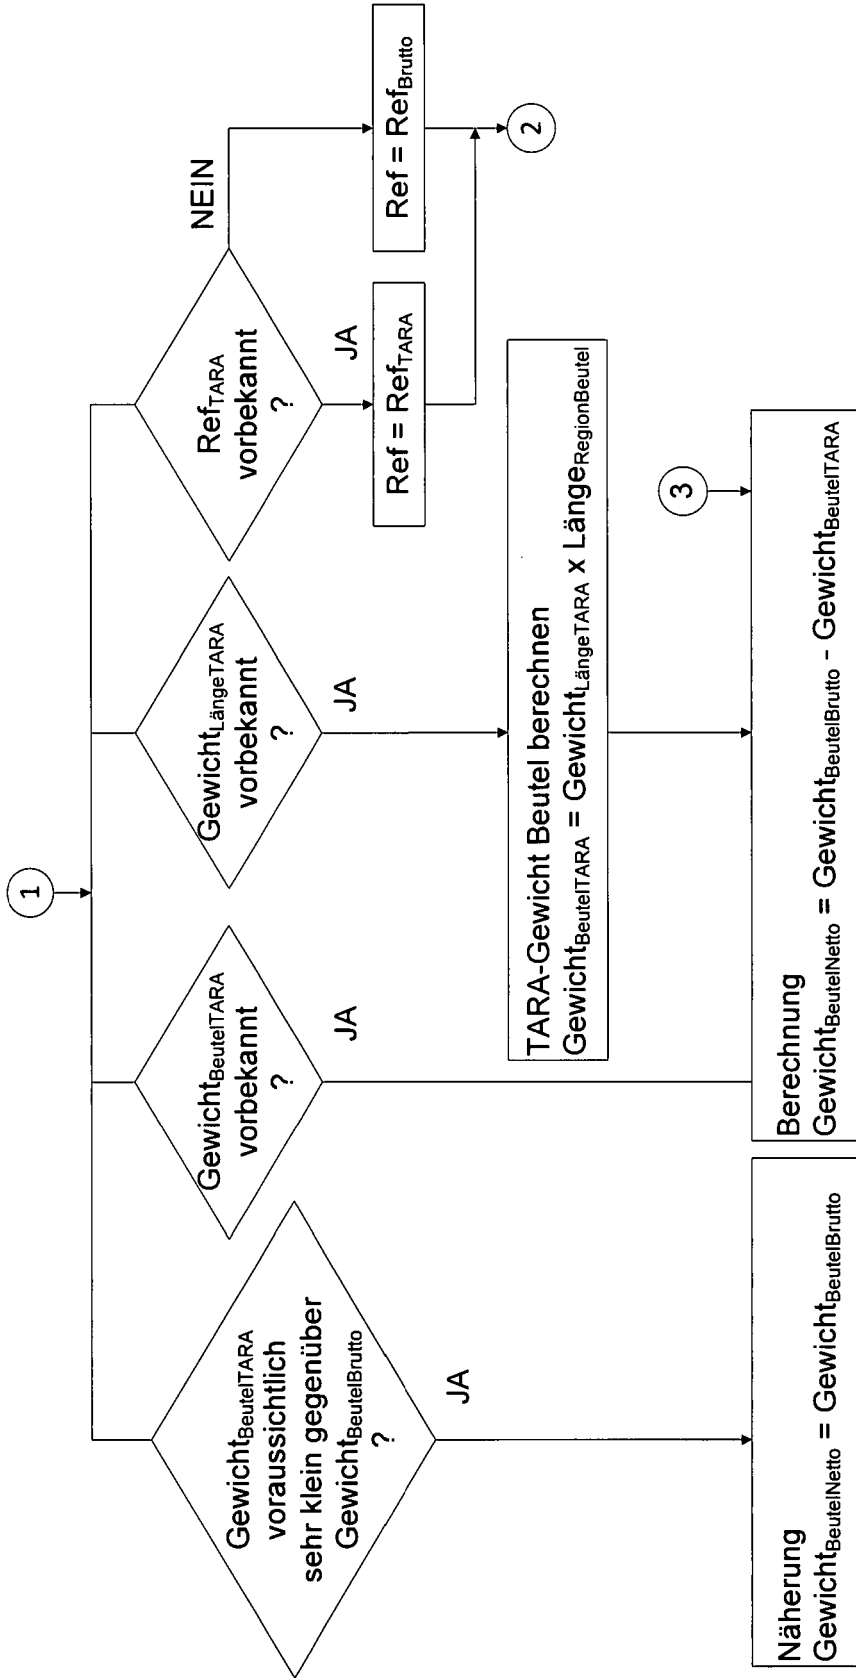 1
Gewicht_BeutelTARA
voraussichtlich
sehr klein gegenüber
Gewicht_BeutelBrutto
?
JA
Gewicht_BeutelTARA
vorbekannt
?
JA
Gewicht_LängeTARA
vorbekannt
?
JA
Ref_TARA
vorbekannt
?
NEIN
JA
Ref = Ref_TARA
Ref = Ref_Brutto
2
TARA-Gewicht Beutel berechnen
Gewicht_BeutelTARA = Gewicht_LängeTARA x Länge_RegionBeutel
3
Näherung
Gewicht_BeutelNetto = Gewicht_BeutelBrutto
Berechnung
Gewicht_BeutelNetto = Gewicht_BeutelBrutto - Gewicht_BeutelTARA